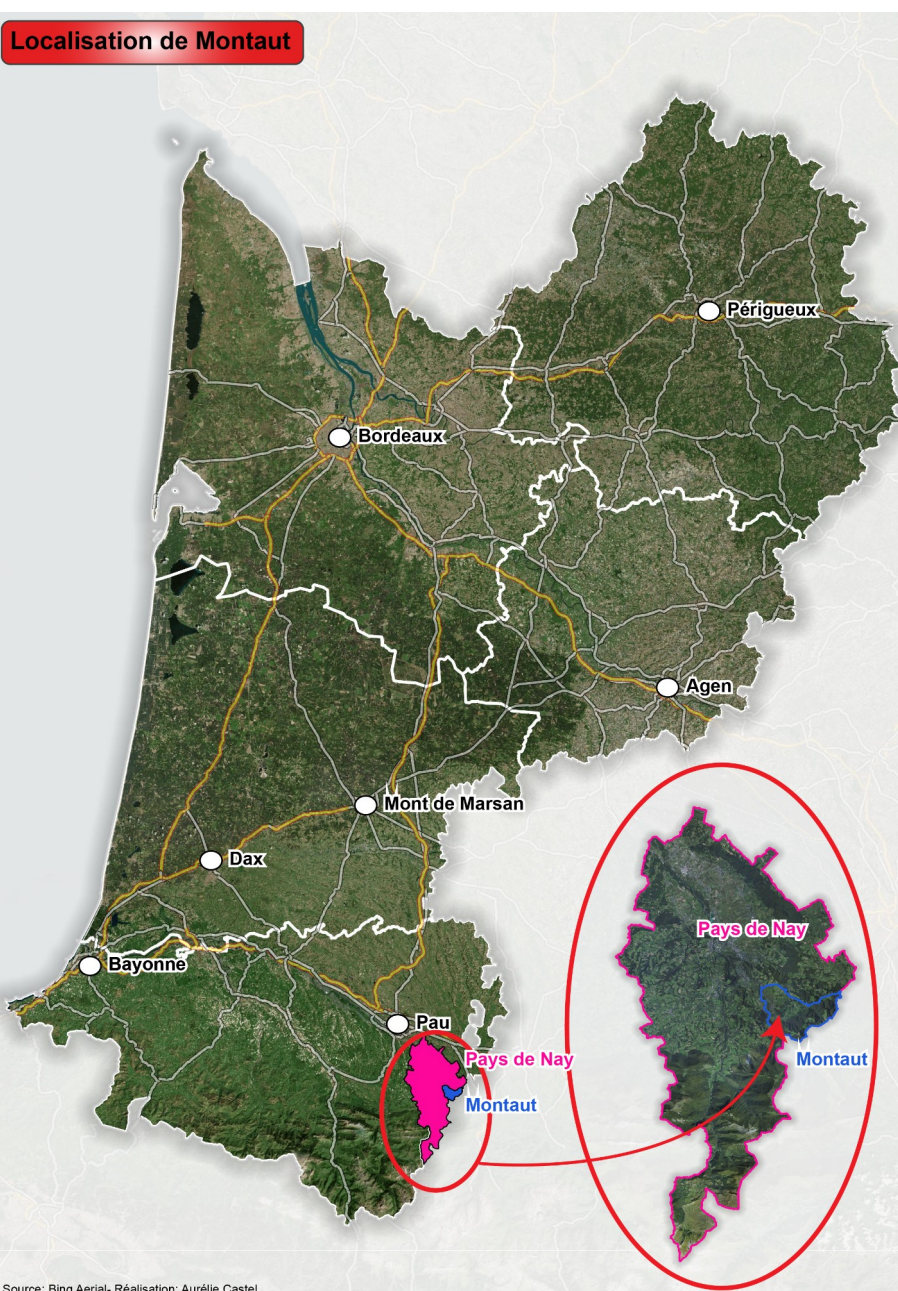 Localisation de Montaut
Périgueux
Bordeaux
Agen
Mont de Marsan
Dax
Pays de Nay
Bayonne
Pau
Pays de Nay
Montaut
Montaut
Source: Bing Aerial- Réalisation: Aurélie Castel